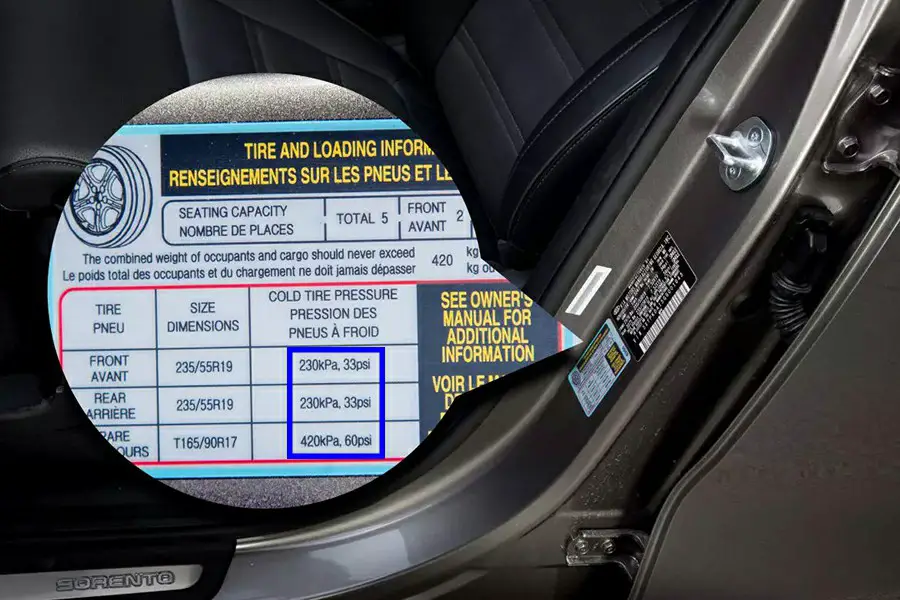 TIRE AND LOADING INFORM
RENSEIGNEMENTS SUR LES PNEUS ET LE
SEATING CAPACITY
NOMBRE DE PLACES
TOTAL 5
FRONT
AVANT
2
The combined weight of occupants and cargo should never exceed
Le poids total des occupants et du chargement ne doit jamais dépasser
420
kg
kg ou
TIRE
PNEU
SIZE
DIMENSIONS
COLD TIRE PRESSURE
PRESSION DES
PNEUS À FROID
SEE OWNER'S
MANUAL FOR
ADDITIONAL
INFORMATION
VOIR LE
FRONT
AVANT
235/55R19
230kPa, 33psi
REAR
ARRIÈRE
235/55R19
230kPa, 33psi
PARE
OURS
T165/90R17
420kPa, 60psi
SORENTO